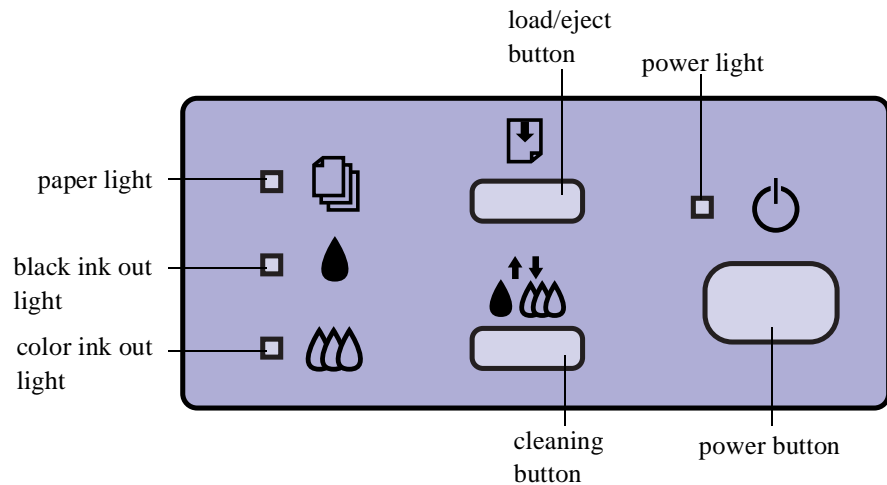 load/eject
button
power light
paper light
black ink out
light
color ink out
light
cleaning
button
power button